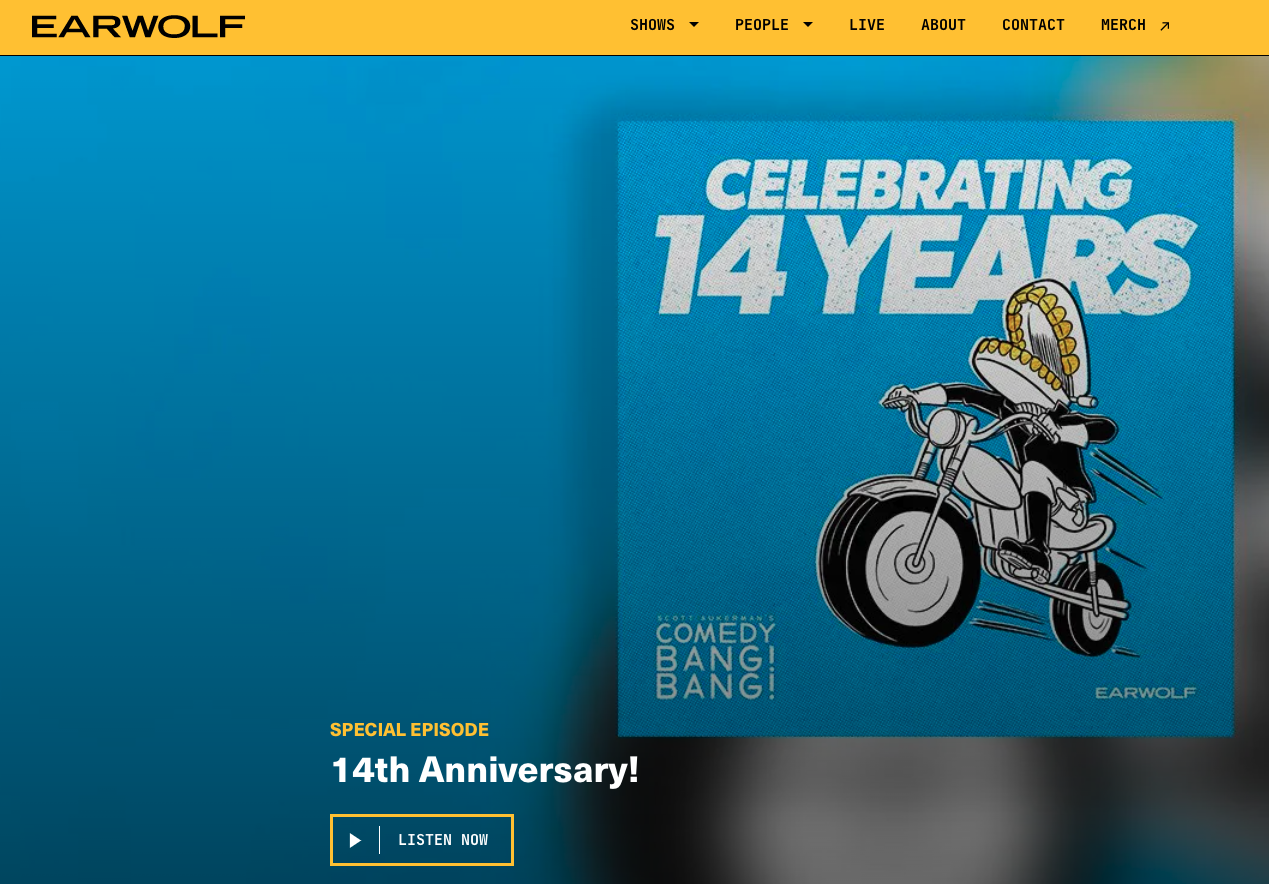 EARWOLF
SHOWS PEOPLE LIVE ABOUT CONTACT MERCH
CELEBRATING
14 YEARS
SCOTT AUKERMAN'S
COMEDY
BANG!
BANG!
EARWOLF
SPECIAL EPISODE
14th Anniversary!
LISTEN NOW